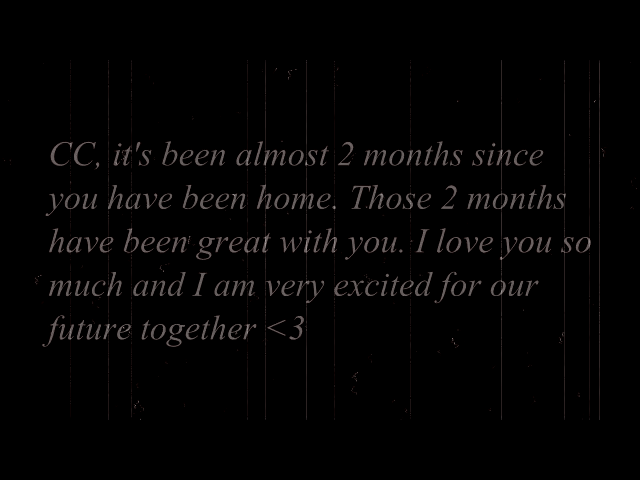 CC, it's been almost 2 months since
you have been home. Those 2 months
have been great with you. I love you so
much and I am very excited for our
future together <3